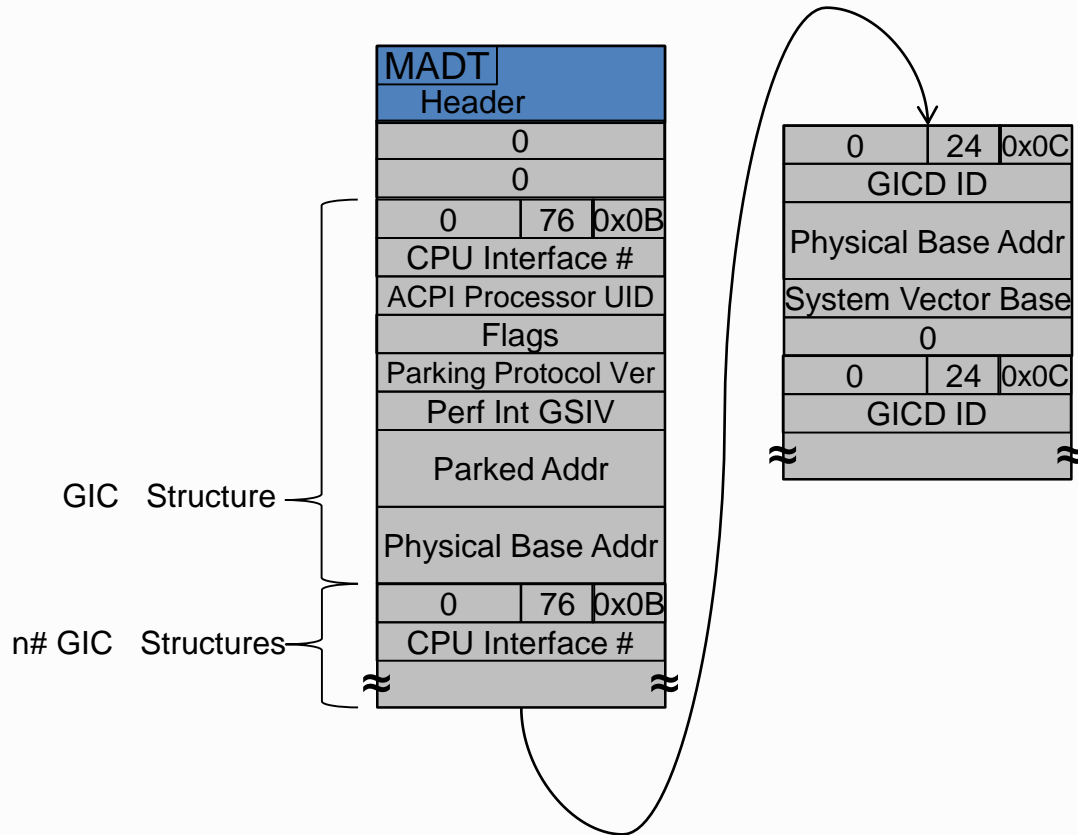 MADT
Header
0
0
0 76 0x0B
CPU Interface #
ACPI Processor UID
Flags
Parking Protocol Ver
Perf Int GSIV
Parked Addr
GIC Structure
Physical Base Addr
0 76 0x0B
n# GIC Structures
CPU Interface #
0 24 0x0C
GICD ID
Physical Base Addr
System Vector Base
0
0 24 0x0C
GICD ID